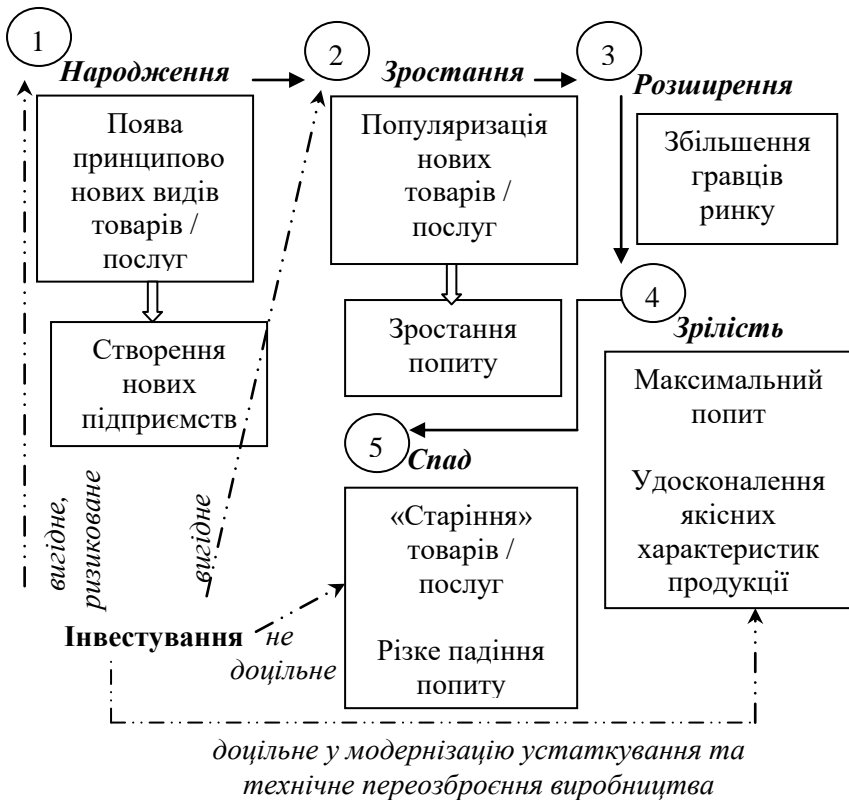 1
Народження
Поява
принципово
нових видів
товарів /
послуг
Створення
нових
підприємств
2
Зростання
Популяризація
нових
товарів /
послуг
Зростання
попиту
3
Розширення
Збільшення
гравців
ринку
4
Зрілість
Максимальний
попит
Удосконалення
якісних
характеристик
продукції
5
Спад
«Старіння»
товарів /
послуг
Різке падіння
попиту
вигідне,
ризиковане
вигідне
Інвестування
не
доцільне
доцільне у модернізацію устаткування та
технічне переозброєння виробництва